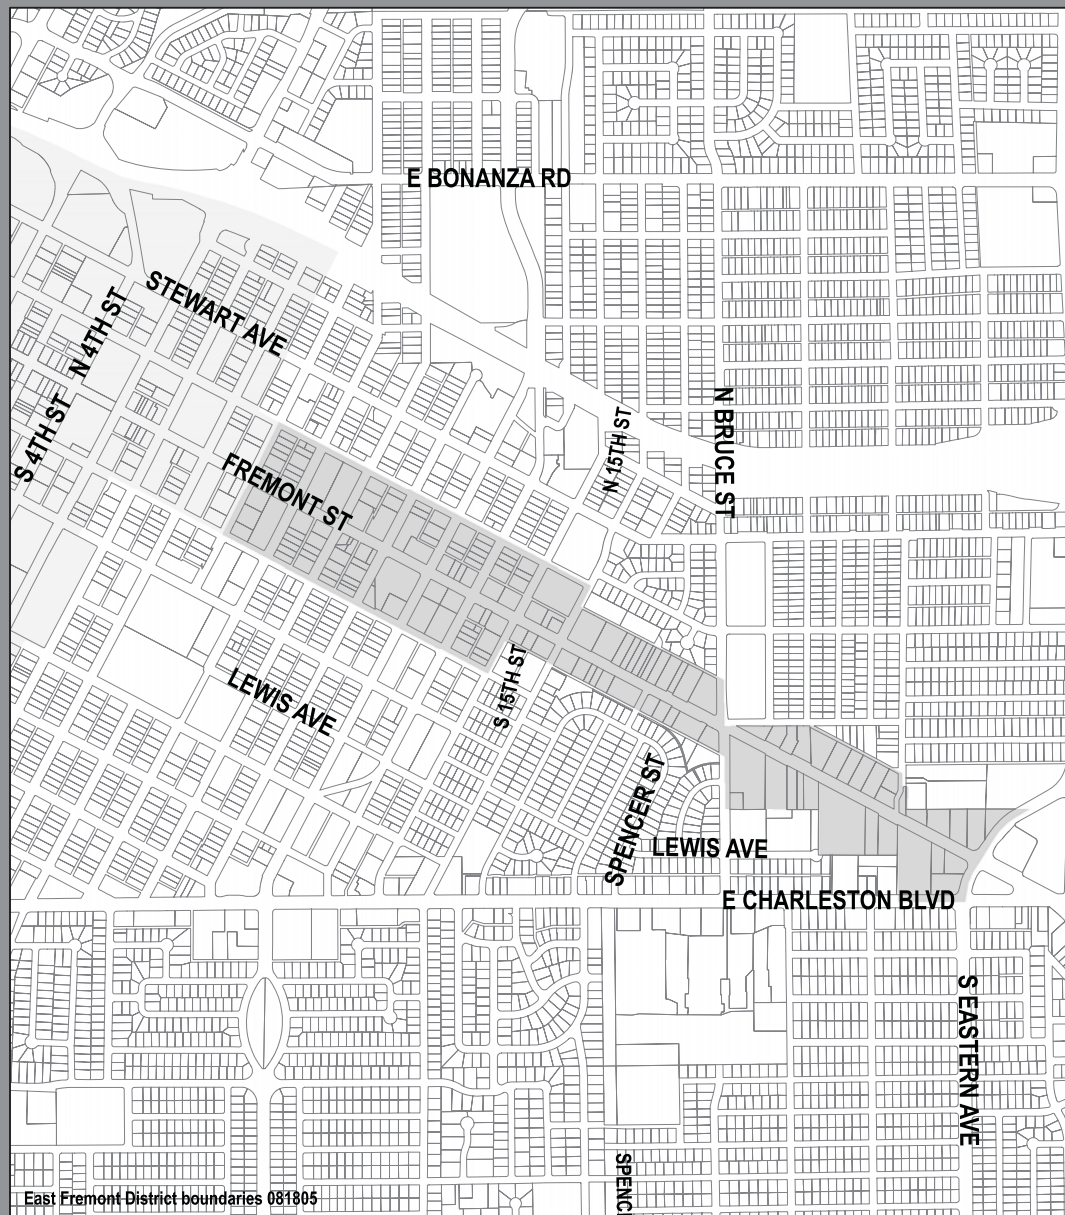 E BONANZA RD
STEWART AVE
N 4TH ST
S 4TH ST
N BRUCE ST
N 15TH ST
FREMONT ST
S 15TH ST
LEWIS AVE
SPENCER ST
LEWIS AVE
E CHARLESTON BLVD
S EASTERN AVE
SPENC
East Fremont District boundaries 081805